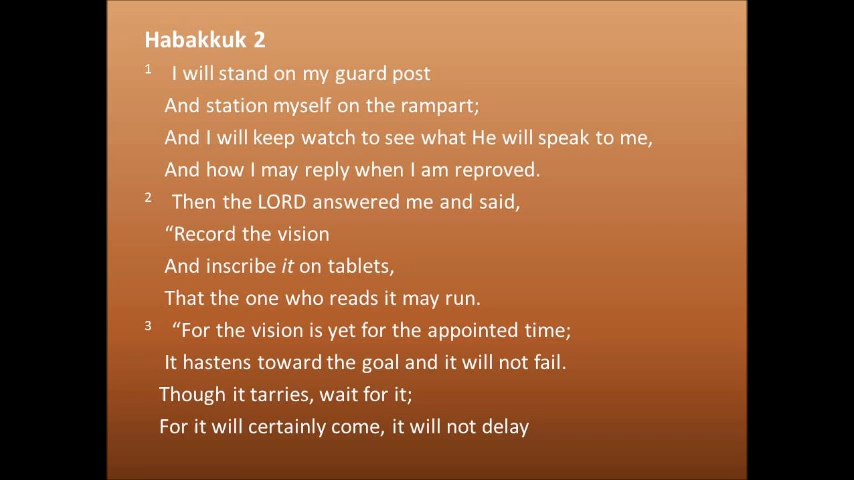 Habakkuk 2
1 I will stand on my guard post
And station myself on the rampart;
And I will keep watch to see what He will speak to me,
And how I may reply when I am reproved.
2 Then the LORD answered me and said,
“Record the vision
And inscribe it on tablets,
That the one who reads it may run.
3 “For the vision is yet for the appointed time;
It hastens toward the goal and it will not fail.
Though it tarries, wait for it;
For it will certainly come, it will not delay